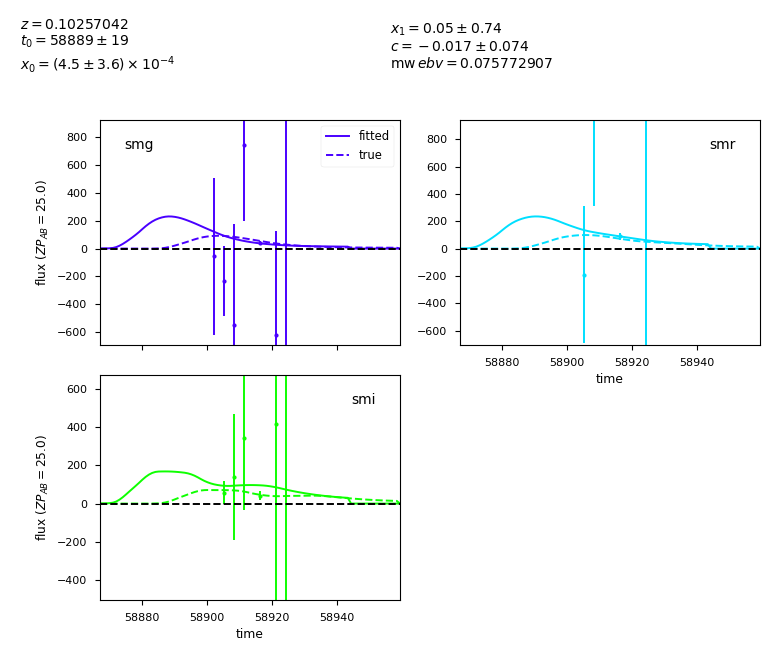 z = 0.10257042
t₀ = 58889 ± 19
x₀ = (4.5 ± 3.6) × 10⁻⁴
x₁ = 0.05 ± 0.74
c = −0.017 ± 0.074
mw ebv = 0.075772907
smg
fitted
true
800
600
400
200
0
−200
−400
−600
flux (ZP_AB = 25.0)
smr
800
600
400
200
0
−200
−400
−600
58880 58900 58920 58940
time
smi
600
400
200
0
−200
−400
flux (ZP_AB = 25.0)
58880 58900 58920 58940
time